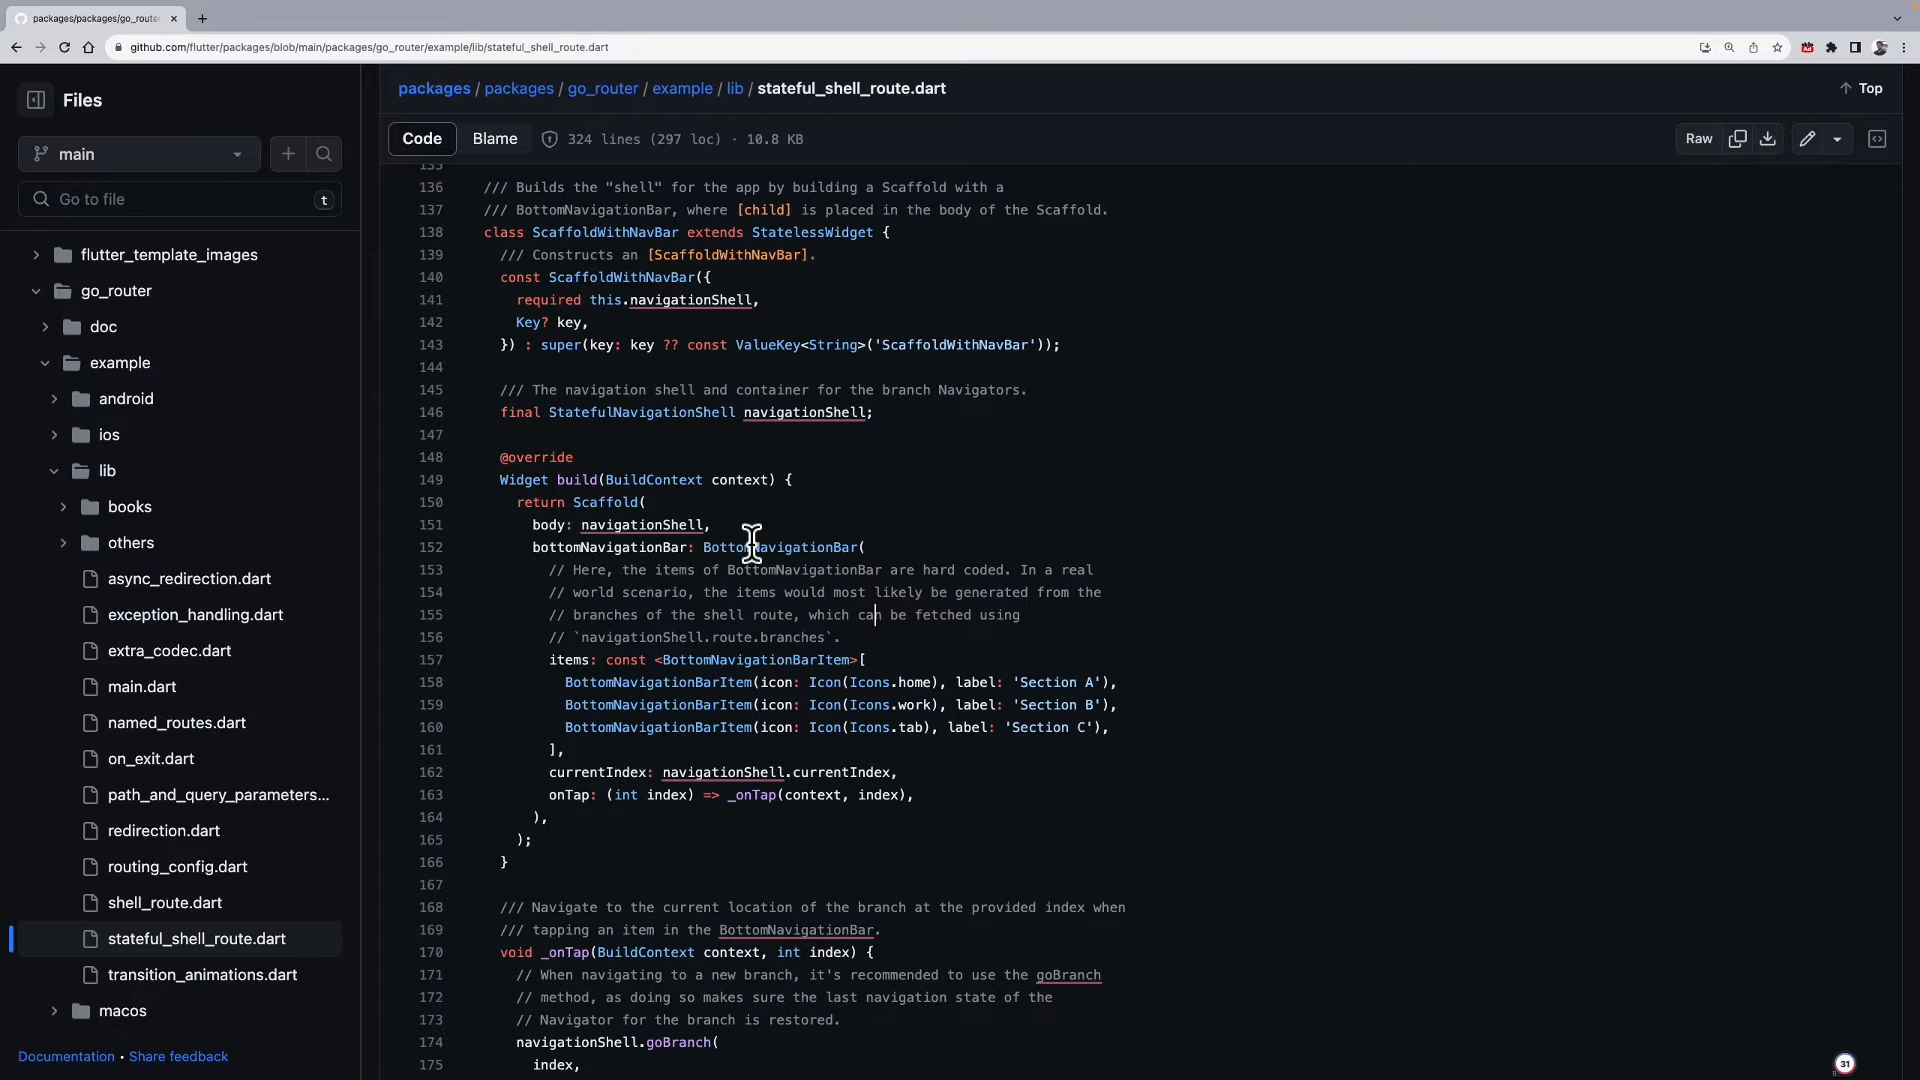 packages/packages/go_route
github.com/flutter/packages/blob/main/packages/go_router/example/lib/stateful_shell_route.dart
Files
main
Go to file
t
flutter_template_images
go_router
doc
example
android
ios
lib
books
others
async_redirection.dart
exception_handling.dart
extra_codec.dart
main.dart
named_routes.dart
on_exit.dart
path_and_query_parameters...
redirection.dart
routing_config.dart
shell_route.dart
stateful_shell_route.dart
transition_animations.dart
macos
Documentation • Share feedback
packages / packages / go_router / example / lib / stateful_shell_route.dart
Top
Code Blame 324 lines (297 loc) · 10.8 KB
Raw
135
136 /// Builds the "shell" for the app by building a Scaffold with a
137 /// BottomNavigationBar, where [child] is placed in the body of the Scaffold.
138 class ScaffoldWithNavBar extends StatelessWidget {
139 /// Constructs an [ScaffoldWithNavBar].
140 const ScaffoldWithNavBar({
141 required this.navigationShell,
142 Key? key,
143 }) : super(key: key ?? const ValueKey<String>('ScaffoldWithNavBar'));
144
145 /// The navigation shell and container for the branch Navigators.
146 final StatefulNavigationShell navigationShell;
147
148 @override
149 Widget build(BuildContext context) {
150 return Scaffold(
151 body: navigationShell,
152 bottomNavigationBar: BottomNavigationBar(
153 // Here, the items of BottomNavigationBar are hard coded. In a real
154 // world scenario, the items would most likely be generated from the
155 // branches of the shell route, which can be fetched using
156 // `navigationShell.route.branches`.
157 items: const <BottomNavigationBarItem>[
158 BottomNavigationBarItem(icon: Icon(Icons.home), label: 'Section A'),
159 BottomNavigationBarItem(icon: Icon(Icons.work), label: 'Section B'),
160 BottomNavigationBarItem(icon: Icon(Icons.tab), label: 'Section C'),
161 ],
162 currentIndex: navigationShell.currentIndex,
163 onTap: (int index) => _onTap(context, index),
164 ),
165 );
166 }
167
168 /// Navigate to the current location of the branch at the provided index when
169 /// tapping an item in the BottomNavigationBar.
170 void _onTap(BuildContext context, int index) {
171 // When navigating to a new branch, it's recommended to use the goBranch
172 // method, as doing so makes sure the last navigation state of the
173 // Navigator for the branch is restored.
174 navigationShell.goBranch(
175 index,
31